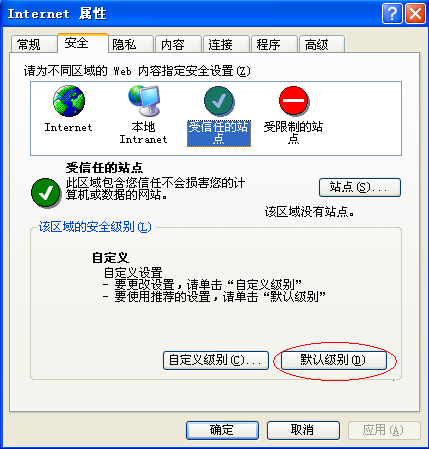 Internet 属性
常规 安全 隐私 内容 连接 程序 高级
请为不同区域的 Web 内容指定安全设置(Z)
Internet 本地 受信任的站 受限制的站
Intranet 点 点
受信任的站点
此区域包含您信任不会损害您的计
算机或数据的网站。
站点(S)...
该区域没有站点。
该区域的安全级别(L)
自定义
自定义设置
- 要更改设置,请单击“自定义级别”
- 要使用推荐的设置,请单击“默认级别”
自定义级别(C)... 默认级别(D)
确定 取消 应用(A)